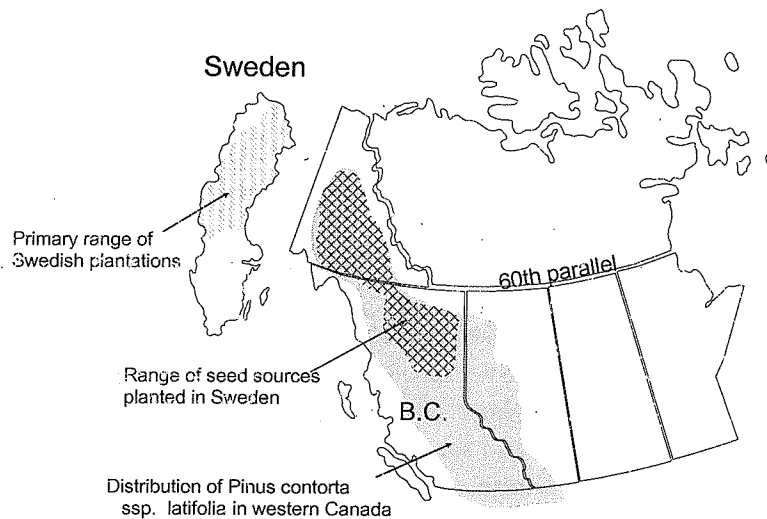 Sweden
Primary range of
Swedish plantations
60th parallel
Range of seed sources
planted in Sweden
B.C.
Distribution of Pinus contorta
ssp. latifolia in western Canada